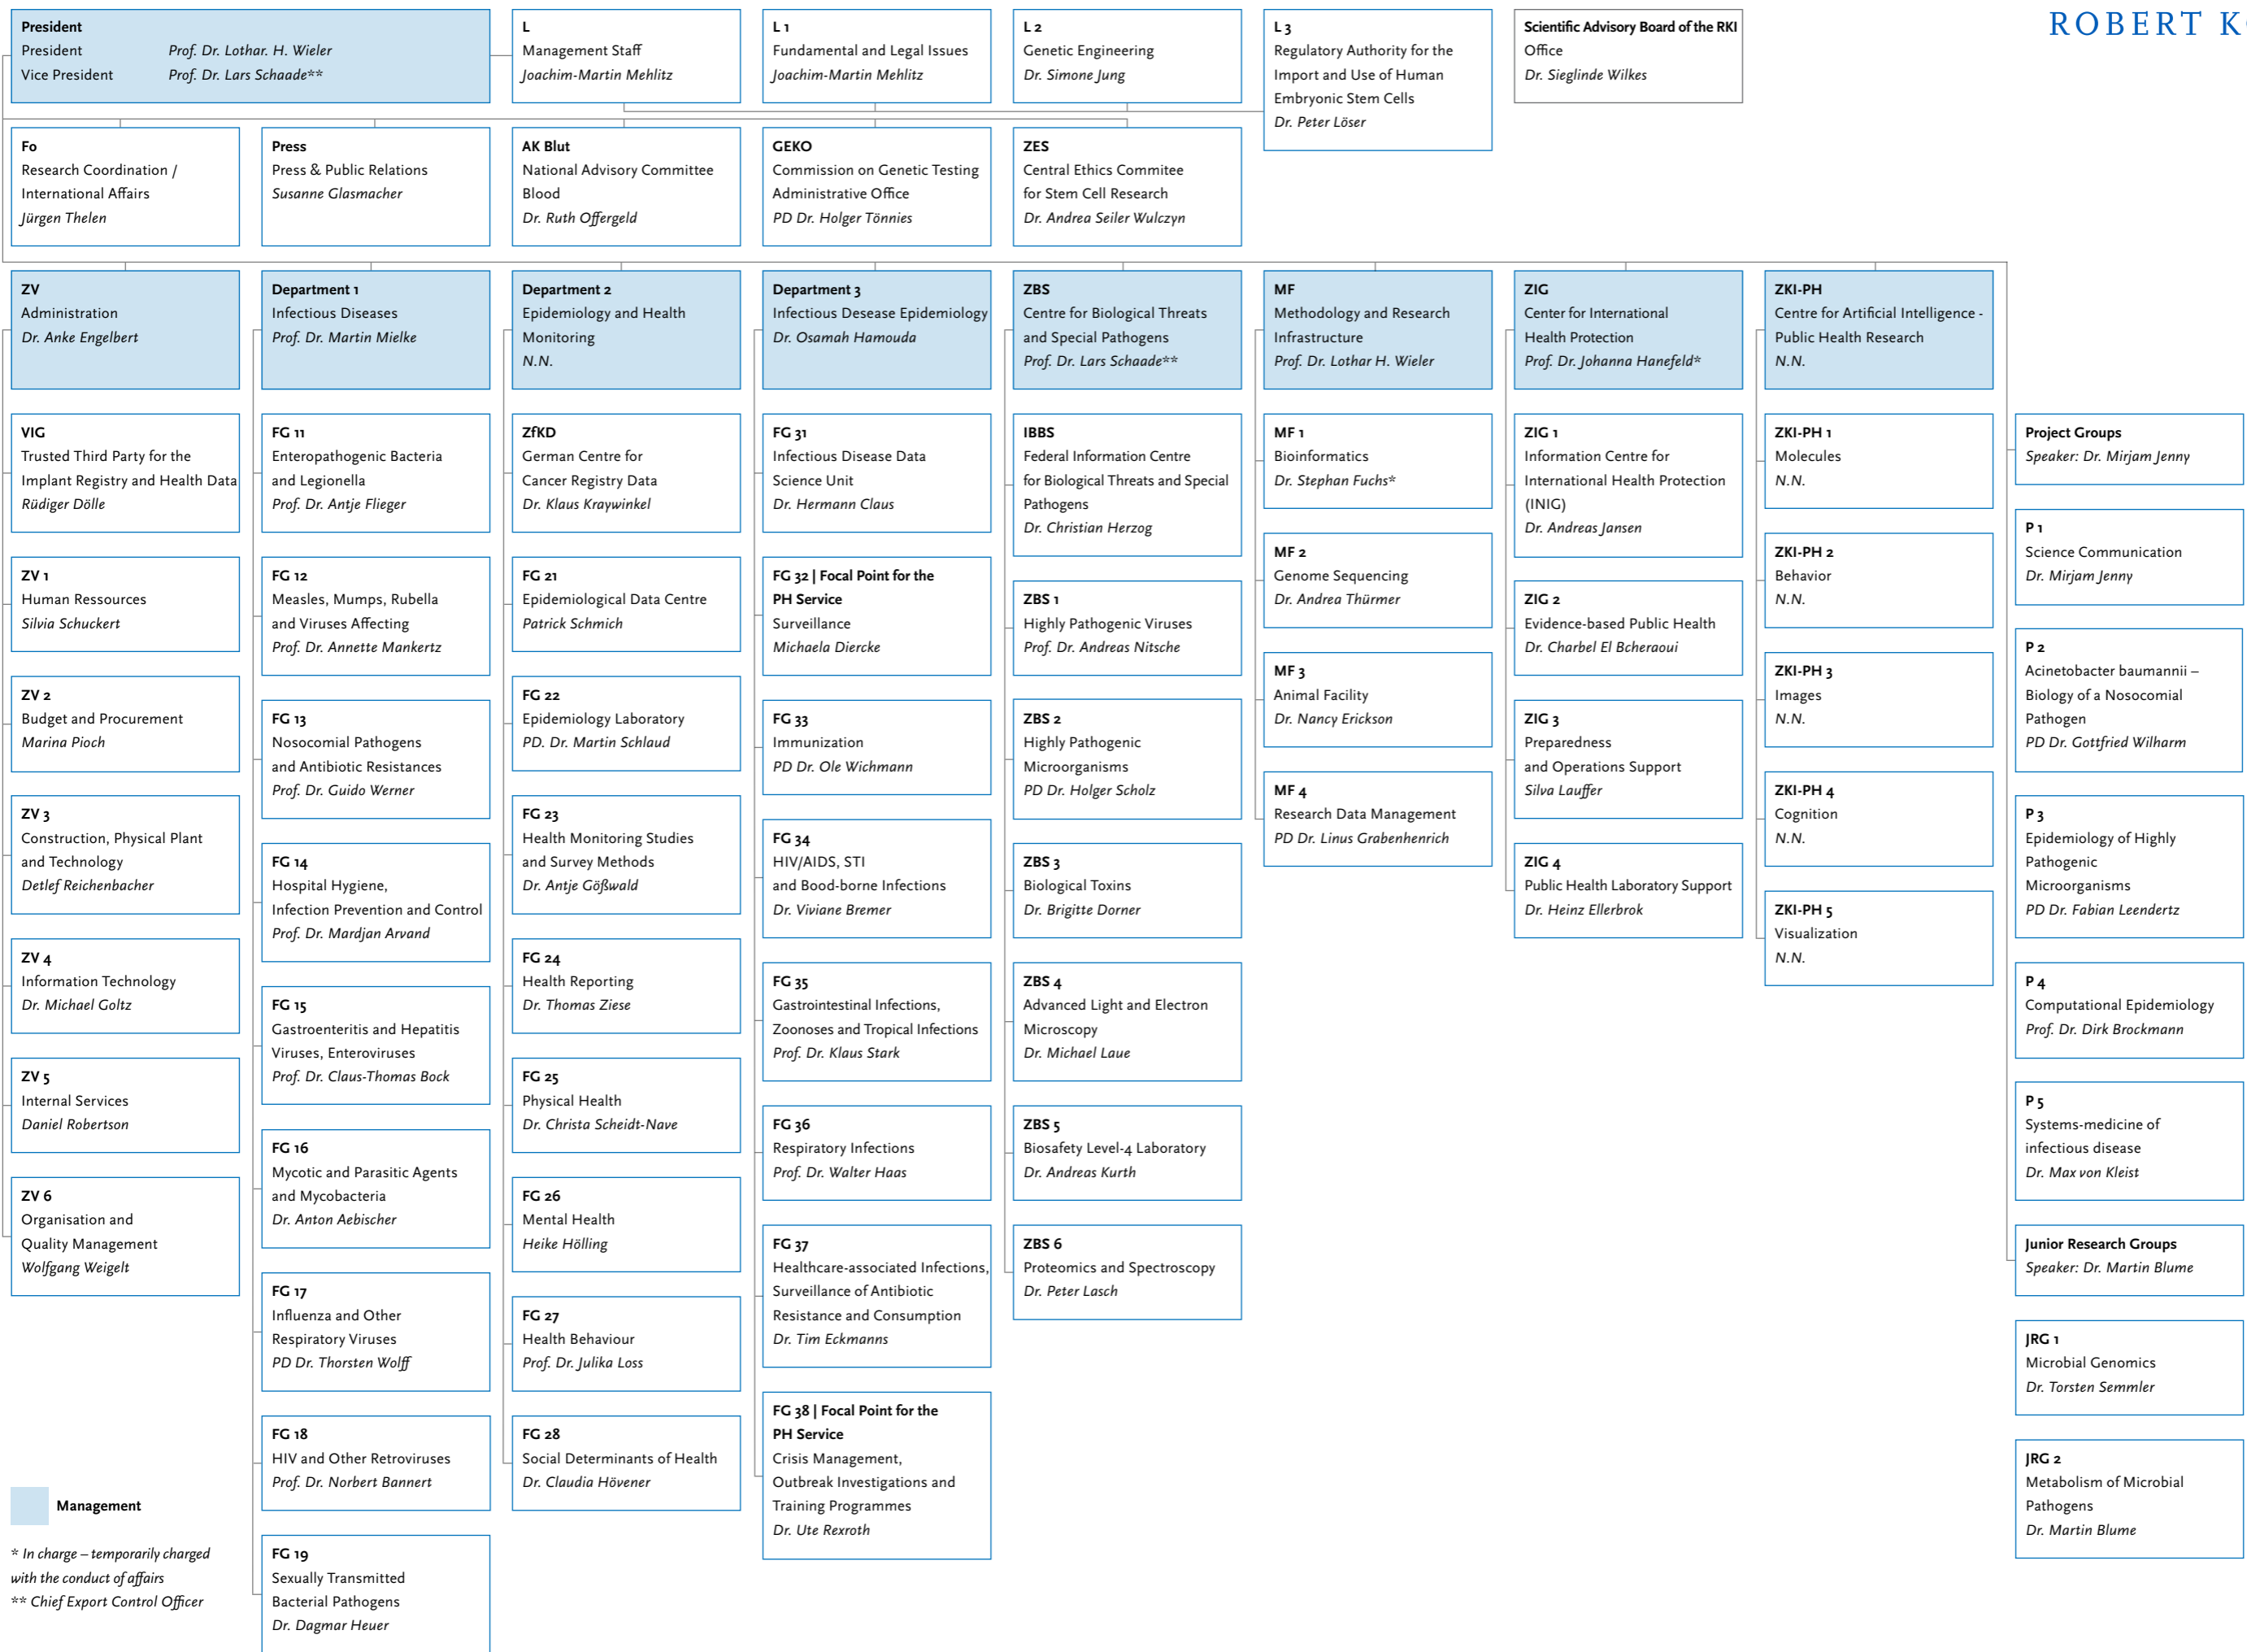 ROBERT K
President
President Prof. Dr. Lothar. H. Wieler
Vice President Prof. Dr. Lars Schaade**
L
Management Staff
Joachim-Martin Mehlitz
L 1
Fundamental and Legal Issues
Joachim-Martin Mehlitz
L 2
Genetic Engineering
Dr. Simone Jung
L 3
Regulatory Authority for the
Import and Use of Human
Embryonic Stem Cells
Dr. Peter Löser
Scientific Advisory Board of the RKI
Office
Dr. Sieglinde Wilkes
Fo
Research Coordination /
International Affairs
Jürgen Thelen
Press
Press & Public Relations
Susanne Glasmacher
AK Blut
National Advisory Committee
Blood
Dr. Ruth Offergeld
GEKO
Commission on Genetic Testing
Administrative Office
PD Dr. Holger Tönnies
ZES
Central Ethics Commitee
for Stem Cell Research
Dr. Andrea Seiler Wulczyn
ZV
Administration
Dr. Anke Engelbert
VIG
Trusted Third Party for the
Implant Registry and Health Data
Rüdiger Dölle
ZV 1
Human Ressources
Silvia Schuckert
ZV 2
Budget and Procurement
Marina Pioch
ZV 3
Construction, Physical Plant
and Technology
Detlef Reichenbacher
ZV 4
Information Technology
Dr. Michael Goltz
ZV 5
Internal Services
Daniel Robertson
ZV 6
Organisation and
Quality Management
Wolfgang Weigelt
Department 1
Infectious Diseases
Prof. Dr. Martin Mielke
FG 11
Enteropathogenic Bacteria
and Legionella
Prof. Dr. Antje Flieger
FG 12
Measles, Mumps, Rubella
and Viruses Affecting
Prof. Dr. Annette Mankertz
FG 13
Nosocomial Pathogens
and Antibiotic Resistances
Prof. Dr. Guido Werner
FG 14
Hospital Hygiene,
Infection Prevention and Control
Prof. Dr. Mardjan Arvand
FG 15
Gastroenteritis and Hepatitis
Viruses, Enteroviruses
Prof. Dr. Claus-Thomas Bock
FG 16
Mycotic and Parasitic Agents
and Mycobacteria
Dr. Anton Aebischer
FG 17
Influenza and Other
Respiratory Viruses
PD Dr. Thorsten Wolff
FG 18
HIV and Other Retroviruses
Prof. Dr. Norbert Bannert
FG 19
Sexually Transmitted
Bacterial Pathogens
Dr. Dagmar Heuer
Department 2
Epidemiology and Health
Monitoring
N.N.
ZfKD
German Centre for
Cancer Registry Data
Dr. Klaus Kraywinkel
FG 21
Epidemiological Data Centre
Patrick Schmich
FG 22
Epidemiology Laboratory
PD. Dr. Martin Schlaud
FG 23
Health Monitoring Studies
and Survey Methods
Dr. Antje Gößwald
FG 24
Health Reporting
Dr. Thomas Ziese
FG 25
Physical Health
Dr. Christa Scheidt-Nave
FG 26
Mental Health
Heike Hölling
FG 27
Health Behaviour
Prof. Dr. Julika Loss
FG 28
Social Determinants of Health
Dr. Claudia Hövener
Department 3
Infectious Desease Epidemiology
Dr. Osamah Hamouda
FG 31
Infectious Disease Data
Science Unit
Dr. Hermann Claus
FG 32 | Focal Point for the
PH Service
Surveillance
Michaela Diercke
FG 33
Immunization
PD Dr. Ole Wichmann
FG 34
HIV/AIDS, STI
and Bood-borne Infections
Dr. Viviane Bremer
FG 35
Gastrointestinal Infections,
Zoonoses and Tropical Infections
Prof. Dr. Klaus Stark
FG 36
Respiratory Infections
Prof. Dr. Walter Haas
FG 37
Healthcare-associated Infections,
Surveillance of Antibiotic
Resistance and Consumption
Dr. Tim Eckmanns
FG 38 | Focal Point for the
PH Service
Crisis Management,
Outbreak Investigations and
Training Programmes
Dr. Ute Rexroth
ZBS
Centre for Biological Threats
and Special Pathogens
Prof. Dr. Lars Schaade**
IBBS
Federal Information Centre
for Biological Threats and Special
Pathogens
Dr. Christian Herzog
ZBS 1
Highly Pathogenic Viruses
Prof. Dr. Andreas Nitsche
ZBS 2
Highly Pathogenic
Microorganisms
PD Dr. Holger Scholz
ZBS 3
Biological Toxins
Dr. Brigitte Dorner
ZBS 4
Advanced Light and Electron
Microscopy
Dr. Michael Laue
ZBS 5
Biosafety Level-4 Laboratory
Dr. Andreas Kurth
ZBS 6
Proteomics and Spectroscopy
Dr. Peter Lasch
MF
Methodology and Research
Infrastructure
Prof. Dr. Lothar H. Wieler
MF 1
Bioinformatics
Dr. Stephan Fuchs*
MF 2
Genome Sequencing
Dr. Andrea Thürmer
MF 3
Animal Facility
Dr. Nancy Erickson
MF 4
Research Data Management
PD Dr. Linus Grabenhenrich
ZIG
Center for International
Health Protection
Prof. Dr. Johanna Hanefeld*
ZIG 1
Information Centre for
International Health Protection
(INIG)
Dr. Andreas Jansen
ZIG 2
Evidence-based Public Health
Dr. Charbel El Bcheraoui
ZIG 3
Preparedness
and Operations Support
Silva Lauffer
ZIG 4
Public Health Laboratory Support
Dr. Heinz Ellerbrok
ZKI-PH
Centre for Artificial Intelligence -
Public Health Research
N.N.
ZKI-PH 1
Molecules
N.N.
ZKI-PH 2
Behavior
N.N.
ZKI-PH 3
Images
N.N.
ZKI-PH 4
Cognition
N.N.
ZKI-PH 5
Visualization
N.N.
Project Groups
Speaker: Dr. Mirjam Jenny
P 1
Science Communication
Dr. Mirjam Jenny
P 2
Acinetobacter baumannii –
Biology of a Nosocomial
Pathogen
PD Dr. Gottfried Wilharm
P 3
Epidemiology of Highly
Pathogenic
Microorganisms
PD Dr. Fabian Leendertz
P 4
Computational Epidemiology
Prof. Dr. Dirk Brockmann
P 5
Systems-medicine of
infectious disease
Dr. Max von Kleist
Junior Research Groups
Speaker: Dr. Martin Blume
JRG 1
Microbial Genomics
Dr. Torsten Semmler
JRG 2
Metabolism of Microbial
Pathogens
Dr. Martin Blume
Management
* In charge – temporarily charged
with the conduct of affairs
** Chief Export Control Officer